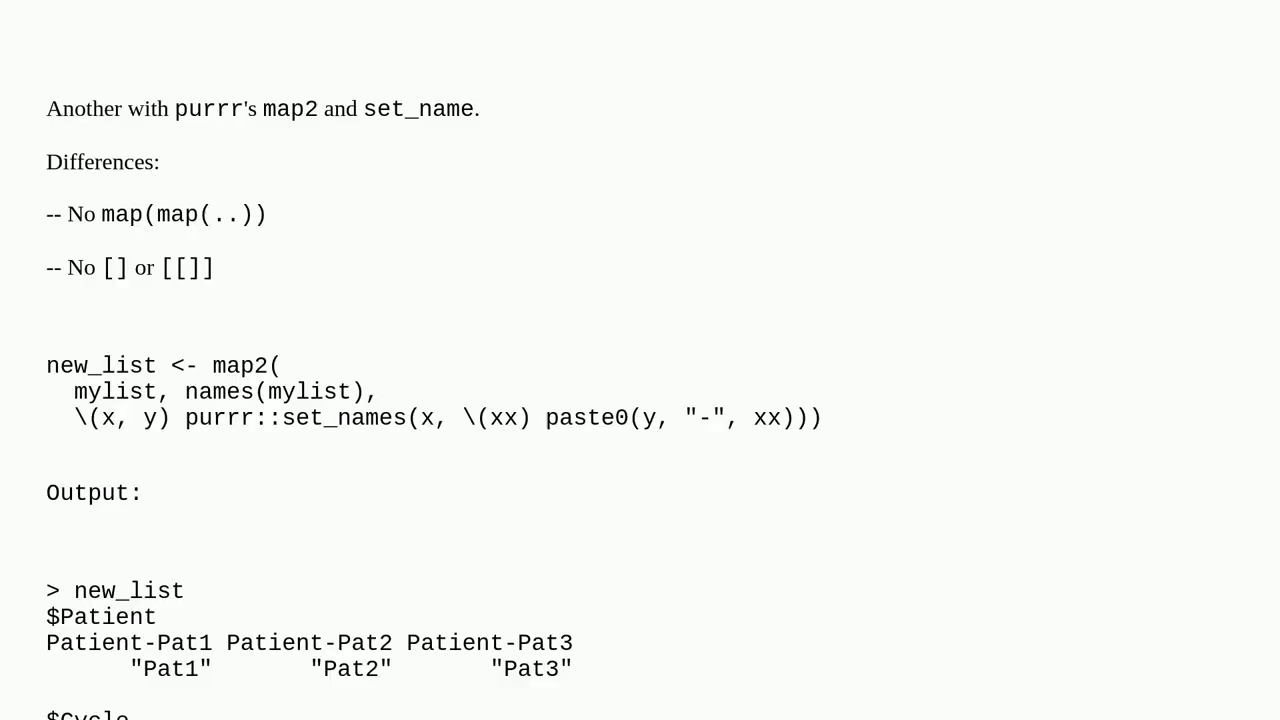 Another with purrr's map2 and set_name.
Differences:
-- No map(map(..))
-- No [] or [[]]
new_list <- map2(
  mylist, names(mylist),
  \(x, y) purrr::set_names(x, \(xx) paste0(y, "-", xx)))
Output:
> new_list
$Patient
Patient-Pat1 Patient-Pat2 Patient-Pat3
      "Pat1"       "Pat2"       "Pat3"
$Cycle